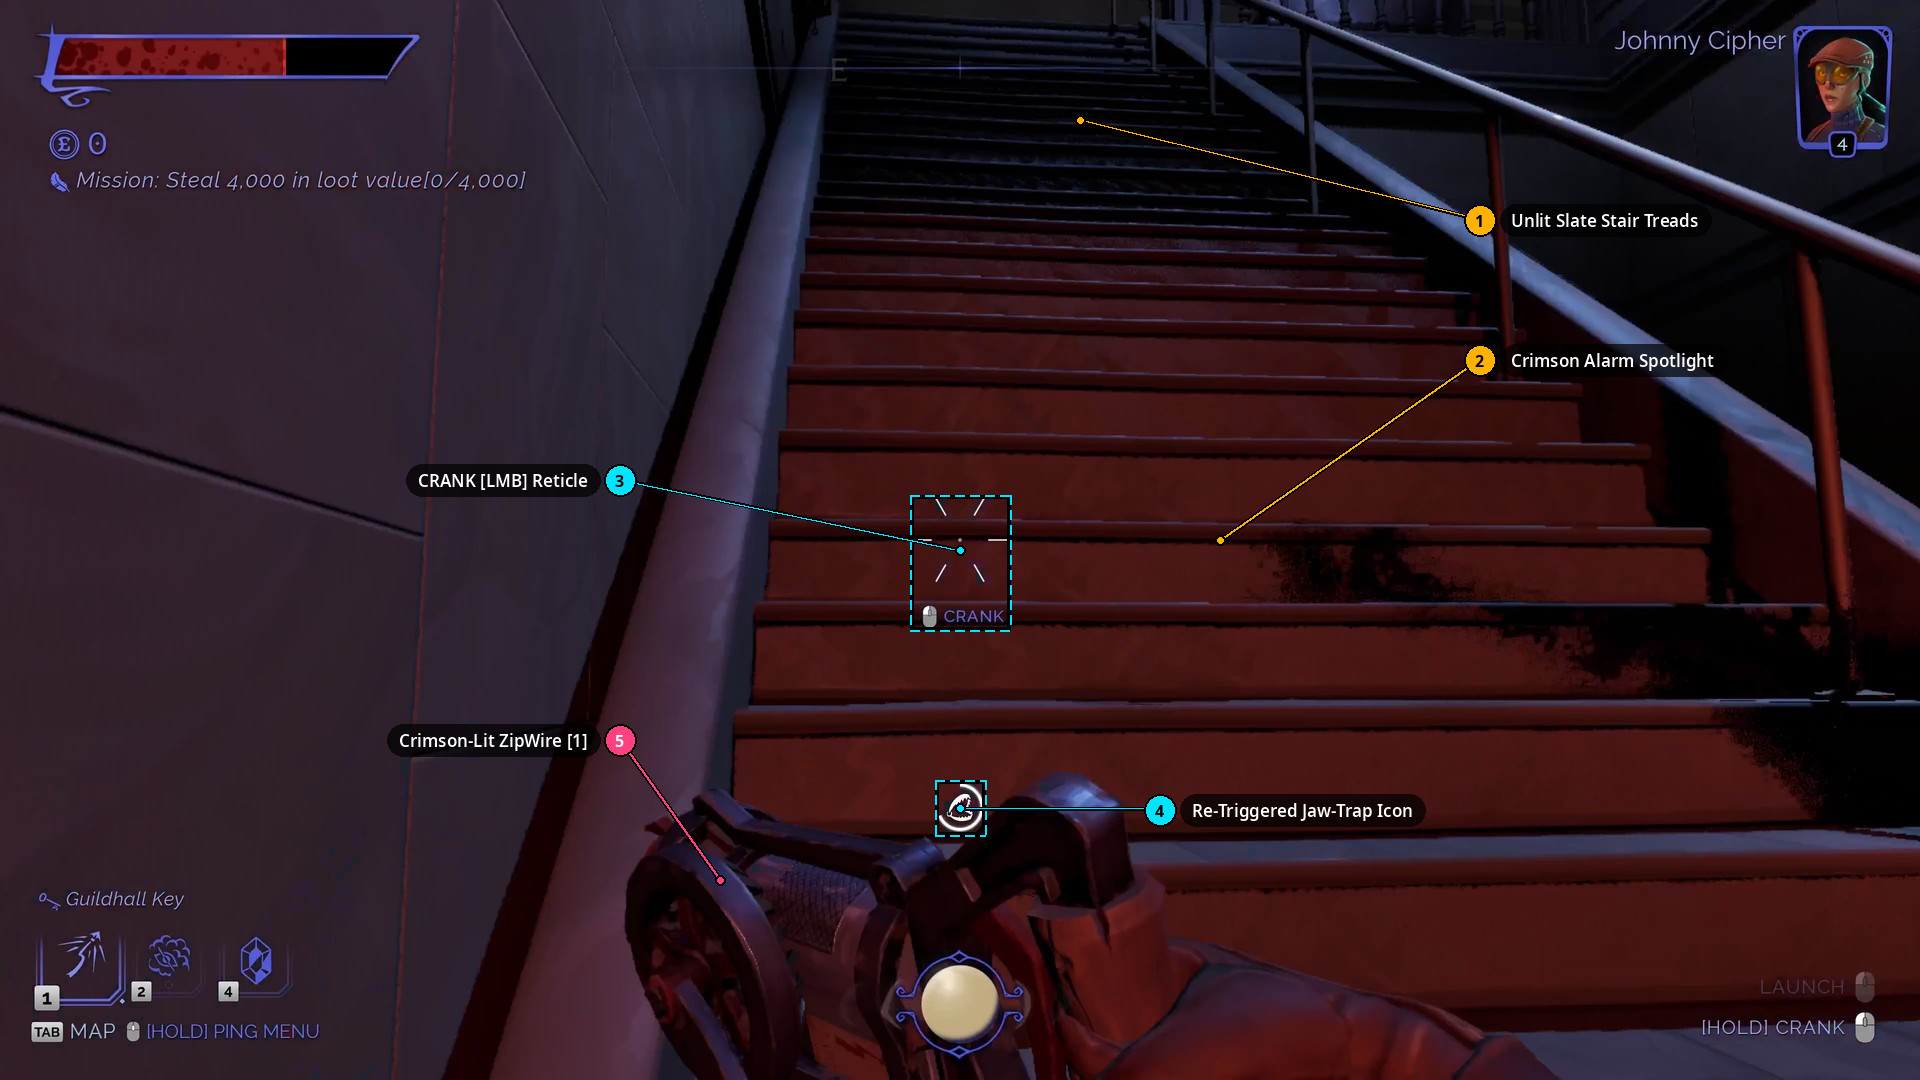 Johnny Cipher
4
E
£ 0
Mission: Steal 4,000 in loot value[0/4,000]
1 Unlit Slate Stair Treads
2 Crimson Alarm Spotlight
CRANK [LMB] Reticle 3
CRANK
Crimson-Lit ZipWire [1] 5
4 Re-Triggered Jaw-Trap Icon
Guildhall Key
1 2 4
TAB MAP [HOLD] PING MENU
LAUNCH
[HOLD] CRANK